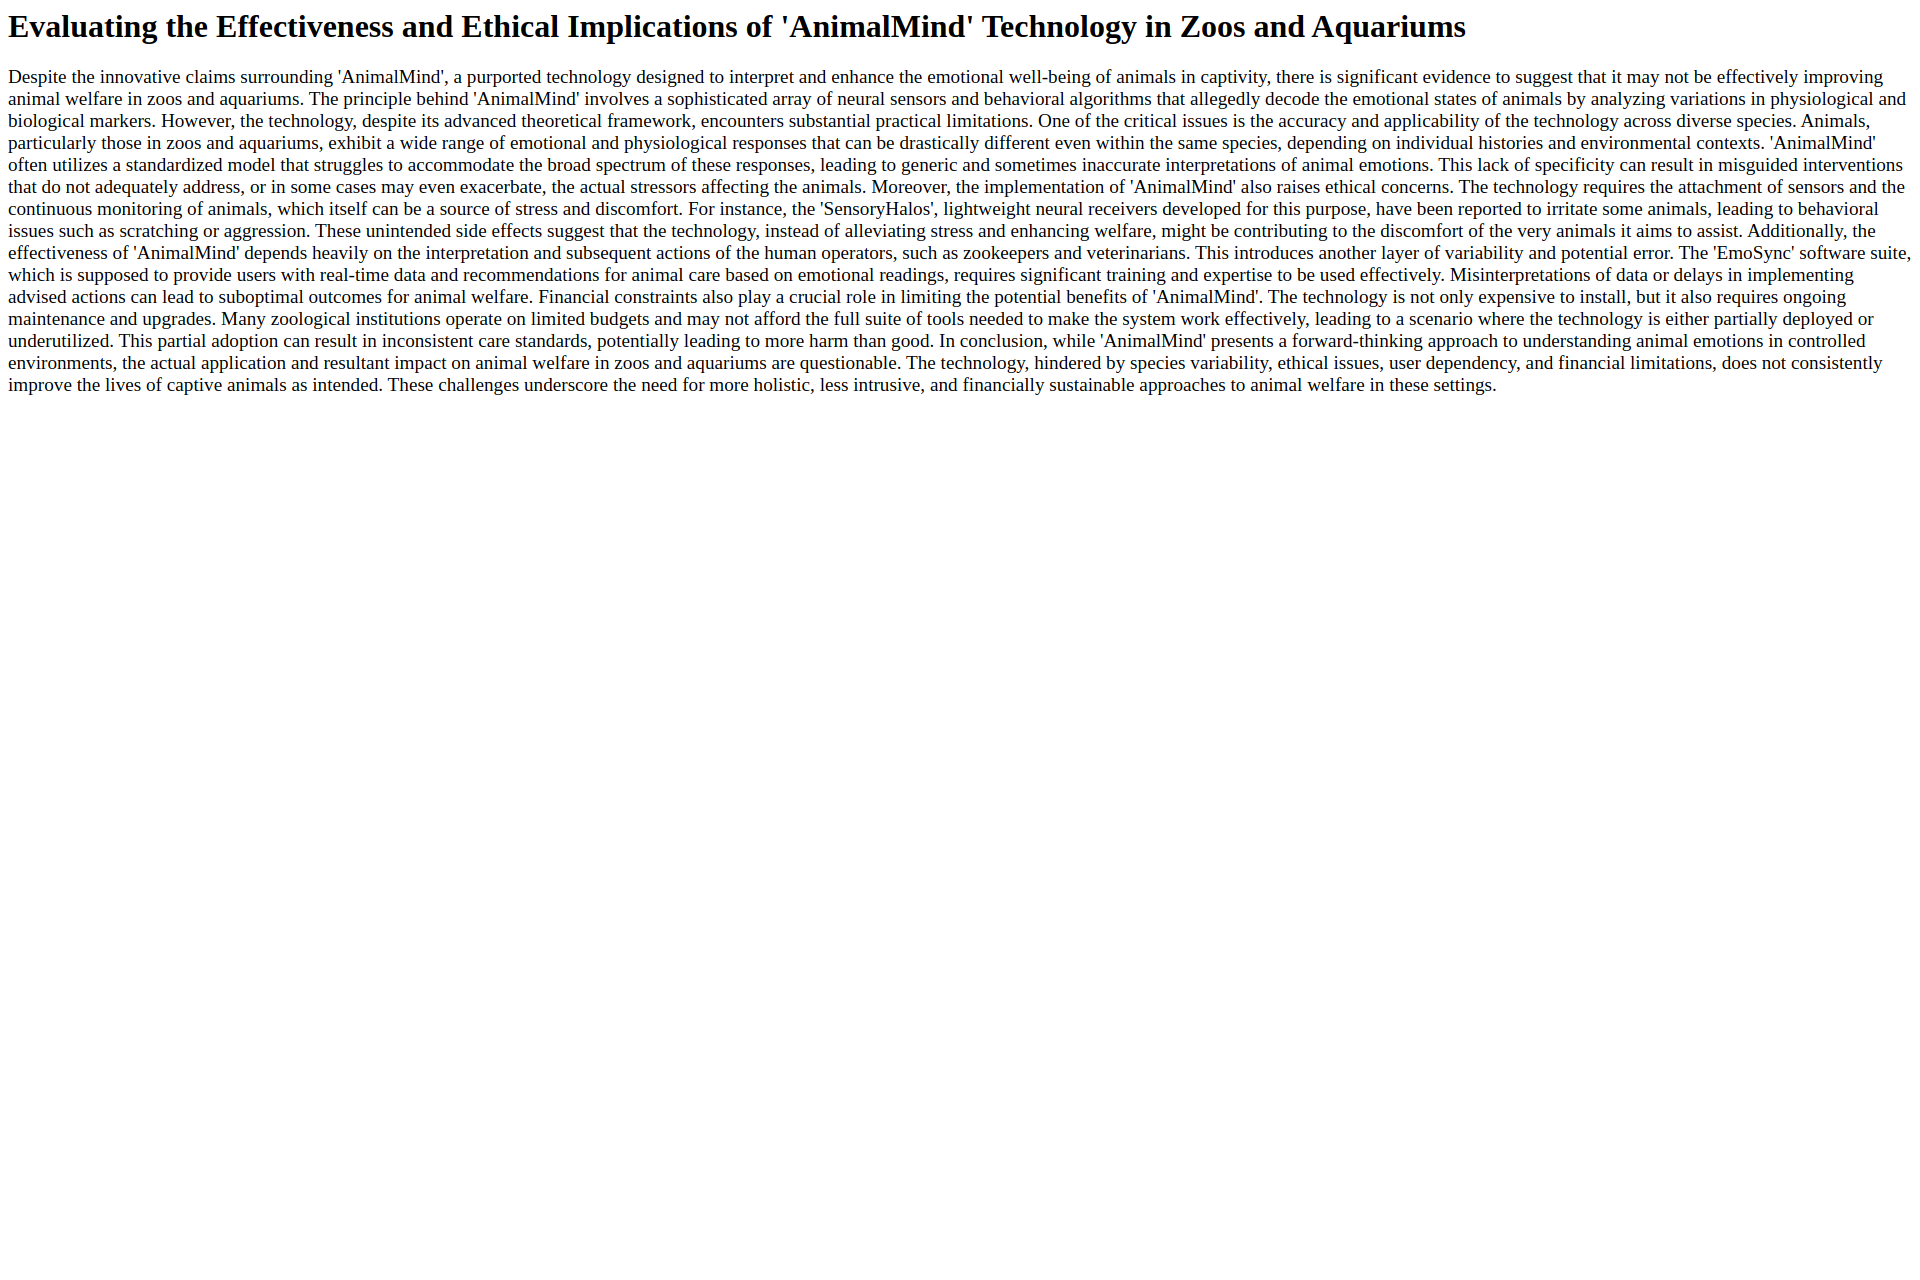 Evaluating the Effectiveness and Ethical Implications of 'AnimalMind' Technology in Zoos and Aquariums
Despite the innovative claims surrounding 'AnimalMind', a purported technology designed to interpret and enhance the emotional well-being of animals in captivity, there is significant evidence to suggest that it may not be effectively improving
animal welfare in zoos and aquariums. The principle behind 'AnimalMind' involves a sophisticated array of neural sensors and behavioral algorithms that allegedly decode the emotional states of animals by analyzing variations in physiological and
biological markers. However, the technology, despite its advanced theoretical framework, encounters substantial practical limitations. One of the critical issues is the accuracy and applicability of the technology across diverse species. Animals,
particularly those in zoos and aquariums, exhibit a wide range of emotional and physiological responses that can be drastically different even within the same species, depending on individual histories and environmental contexts. 'AnimalMind'
often utilizes a standardized model that struggles to accommodate the broad spectrum of these responses, leading to generic and sometimes inaccurate interpretations of animal emotions. This lack of specificity can result in misguided interventions
that do not adequately address, or in some cases may even exacerbate, the actual stressors affecting the animals. Moreover, the implementation of 'AnimalMind' also raises ethical concerns. The technology requires the attachment of sensors and the
continuous monitoring of animals, which itself can be a source of stress and discomfort. For instance, the 'SensoryHalos', lightweight neural receivers developed for this purpose, have been reported to irritate some animals, leading to behavioral
issues such as scratching or aggression. These unintended side effects suggest that the technology, instead of alleviating stress and enhancing welfare, might be contributing to the discomfort of the very animals it aims to assist. Additionally, the
effectiveness of 'AnimalMind' depends heavily on the interpretation and subsequent actions of the human operators, such as zookeepers and veterinarians. This introduces another layer of variability and potential error. The 'EmoSync' software suite,
which is supposed to provide users with real-time data and recommendations for animal care based on emotional readings, requires significant training and expertise to be used effectively. Misinterpretations of data or delays in implementing
advised actions can lead to suboptimal outcomes for animal welfare. Financial constraints also play a crucial role in limiting the potential benefits of 'AnimalMind'. The technology is not only expensive to install, but it also requires ongoing
maintenance and upgrades. Many zoological institutions operate on limited budgets and may not afford the full suite of tools needed to make the system work effectively, leading to a scenario where the technology is either partially deployed or
underutilized. This partial adoption can result in inconsistent care standards, potentially leading to more harm than good. In conclusion, while 'AnimalMind' presents a forward-thinking approach to understanding animal emotions in controlled
environments, the actual application and resultant impact on animal welfare in zoos and aquariums are questionable. The technology, hindered by species variability, ethical issues, user dependency, and financial limitations, does not consistently
improve the lives of captive animals as intended. These challenges underscore the need for more holistic, less intrusive, and financially sustainable approaches to animal welfare in these settings.